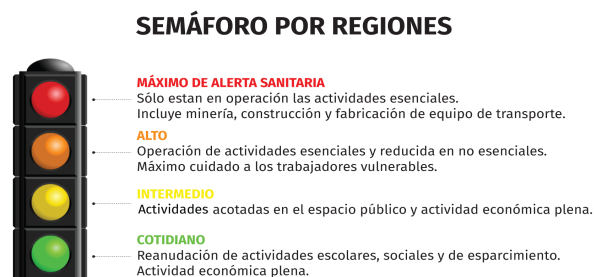 SEMÁFORO POR REGIONES
MÁXIMO DE ALERTA SANITARIA
Sólo estan en operación las actividades esenciales.
Incluye minería, construcción y fabricación de equipo de transporte.
ALTO
Operación de actividades esenciales y reducida en no esenciales.
Máximo cuidado a los trabajadores vulnerables.
INTERMEDIO
Actividades acotadas en el espacio público y actividad económica plena.
COTIDIANO
Reanudación de actividades escolares, sociales y de esparcimiento.
Actividad económica plena.